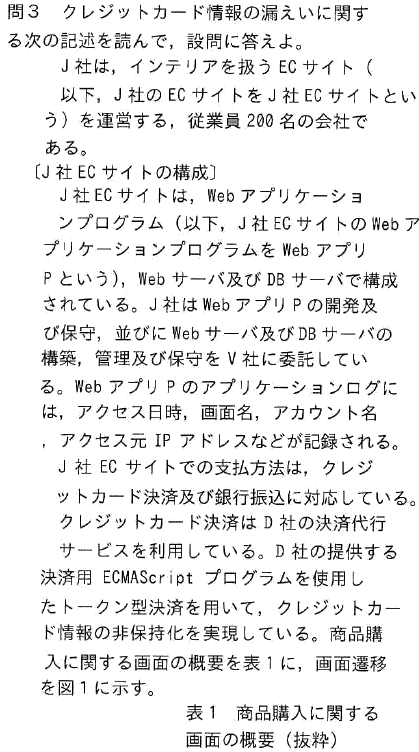 問3 クレジットカード情報の漏えいに関す
る次の記述を読んで，設問に答えよ。
J社は，インテリアを扱うECサイト（
以下，J社のECサイトをJ社ECサイトとい
う）を運営する，従業員200名の会社で
ある。
〔J社ECサイトの構成〕
J社ECサイトは，Webアプリケーショ
ンプログラム（以下，J社ECサイトのWebア
プリケーションプログラムをWebアプリ
Pという），Webサーバ及びDBサーバで構成
されている。J社はWebアプリPの開発及
び保守，並びにWebサーバ及びDBサーバの
構築，管理及び保守をV社に委託してい
る。WebアプリPのアプリケーションログに
は，アクセス日時，画面名，アカウント名
，アクセス元 IP アドレスなどが記録される。
J社 EC サイトでの支払方法は，クレジ
ットカード決済及び銀行振込に対応している。
クレジットカード決済はD社の決済代行
サービスを利用している。D社の提供する
決済用 ECMAScript プログラムを使用し
たトークン型決済を用いて，クレジットカー
ド情報の非保持化を実現している。商品購
入に関する画面の概要を表1に，画面遷移
を図1に示す。
表1 商品購入に関する
画面の概要（抜粋）